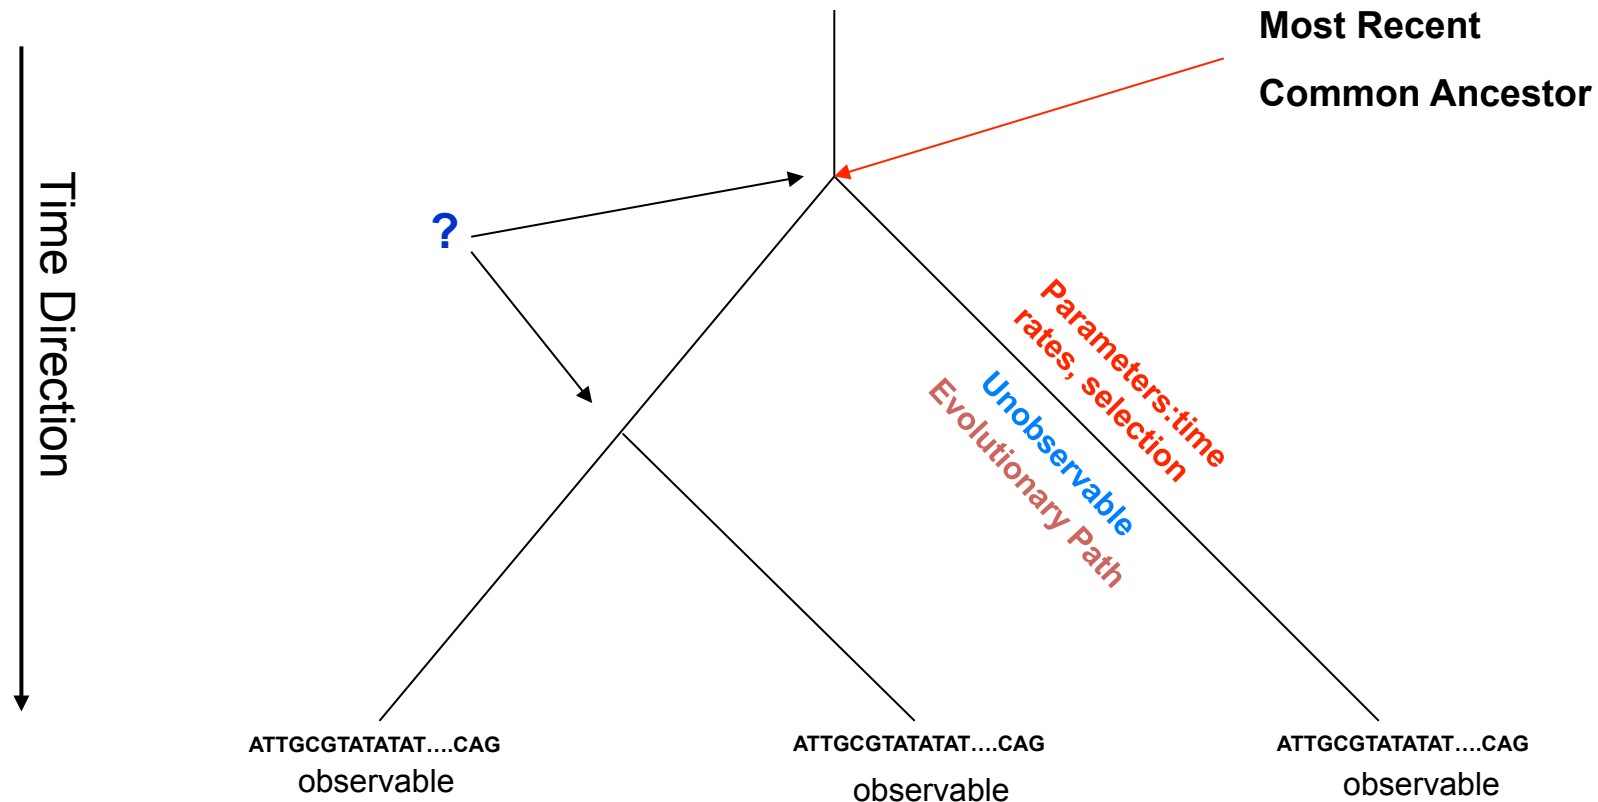 Most Recent
Common Ancestor
Time Direction
?
Parameters:time
rates, selection
Unobservable
Evolutionary Path
ATTGCGTATATAT….CAG
observable
ATTGCGTATATAT….CAG
observable
ATTGCGTATATAT….CAG
observable